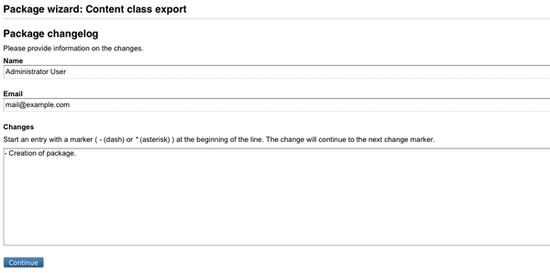 Package wizard: Content class export
Package changelog
Please provide information on the changes.
Name
Administrator User
Email
mail@example.com
Changes
Start an entry with a marker ( - (dash) or * (asterisk) ) at the beginning of the line. The change will continue to the next change marker.
- Creation of package.
Continue